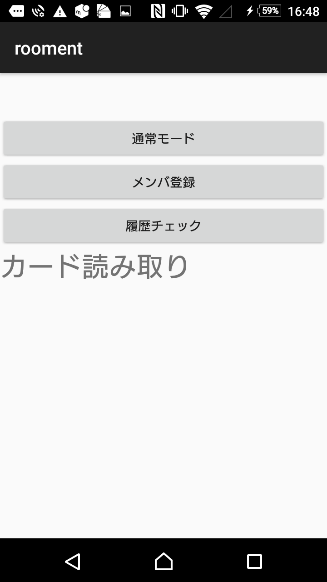 59% 16:48
rooment
通常モード
メンバ登録
履歴チェック
カード読み取り